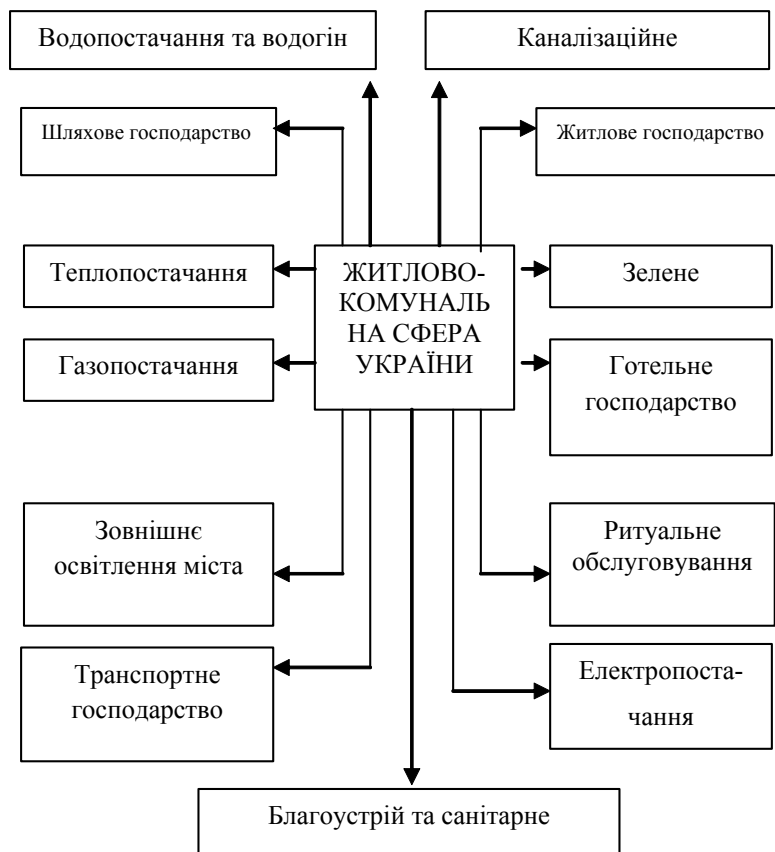 Водопостачання та водогін
Каналізаційне
Шляхове господарство
Житлове господарство
Теплопостачання
ЖИТЛОВО-
КОМУНАЛЬ
НА СФЕРА
УКРАЇНИ
Зелене
Газопостачання
Готельне
господарство
Зовнішнє
освітлення міста
Ритуальне
обслуговування
Транспортне
господарство
Електропоста-
чання
Благоустрій та санітарне